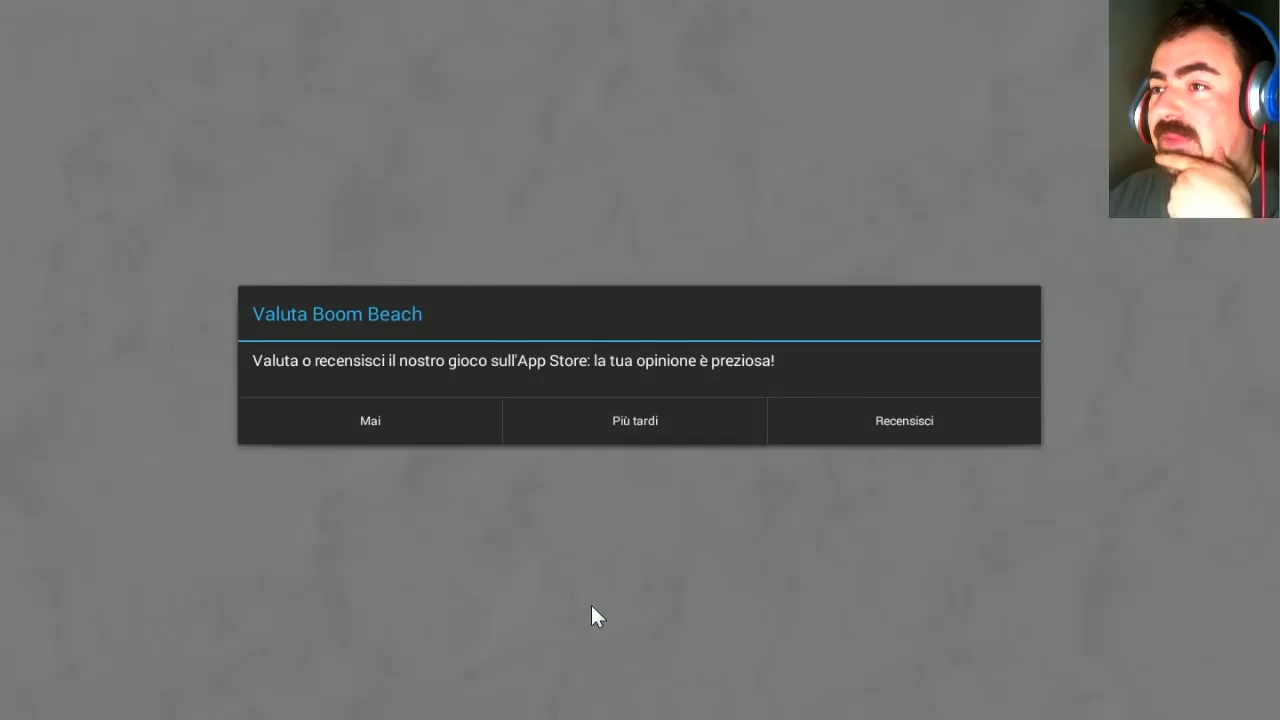 Valuta Boom Beach
Valuta o recensisci il nostro gioco sull'App Store: la tua opinione è preziosa!
Mai
Più tardi
Recensisci